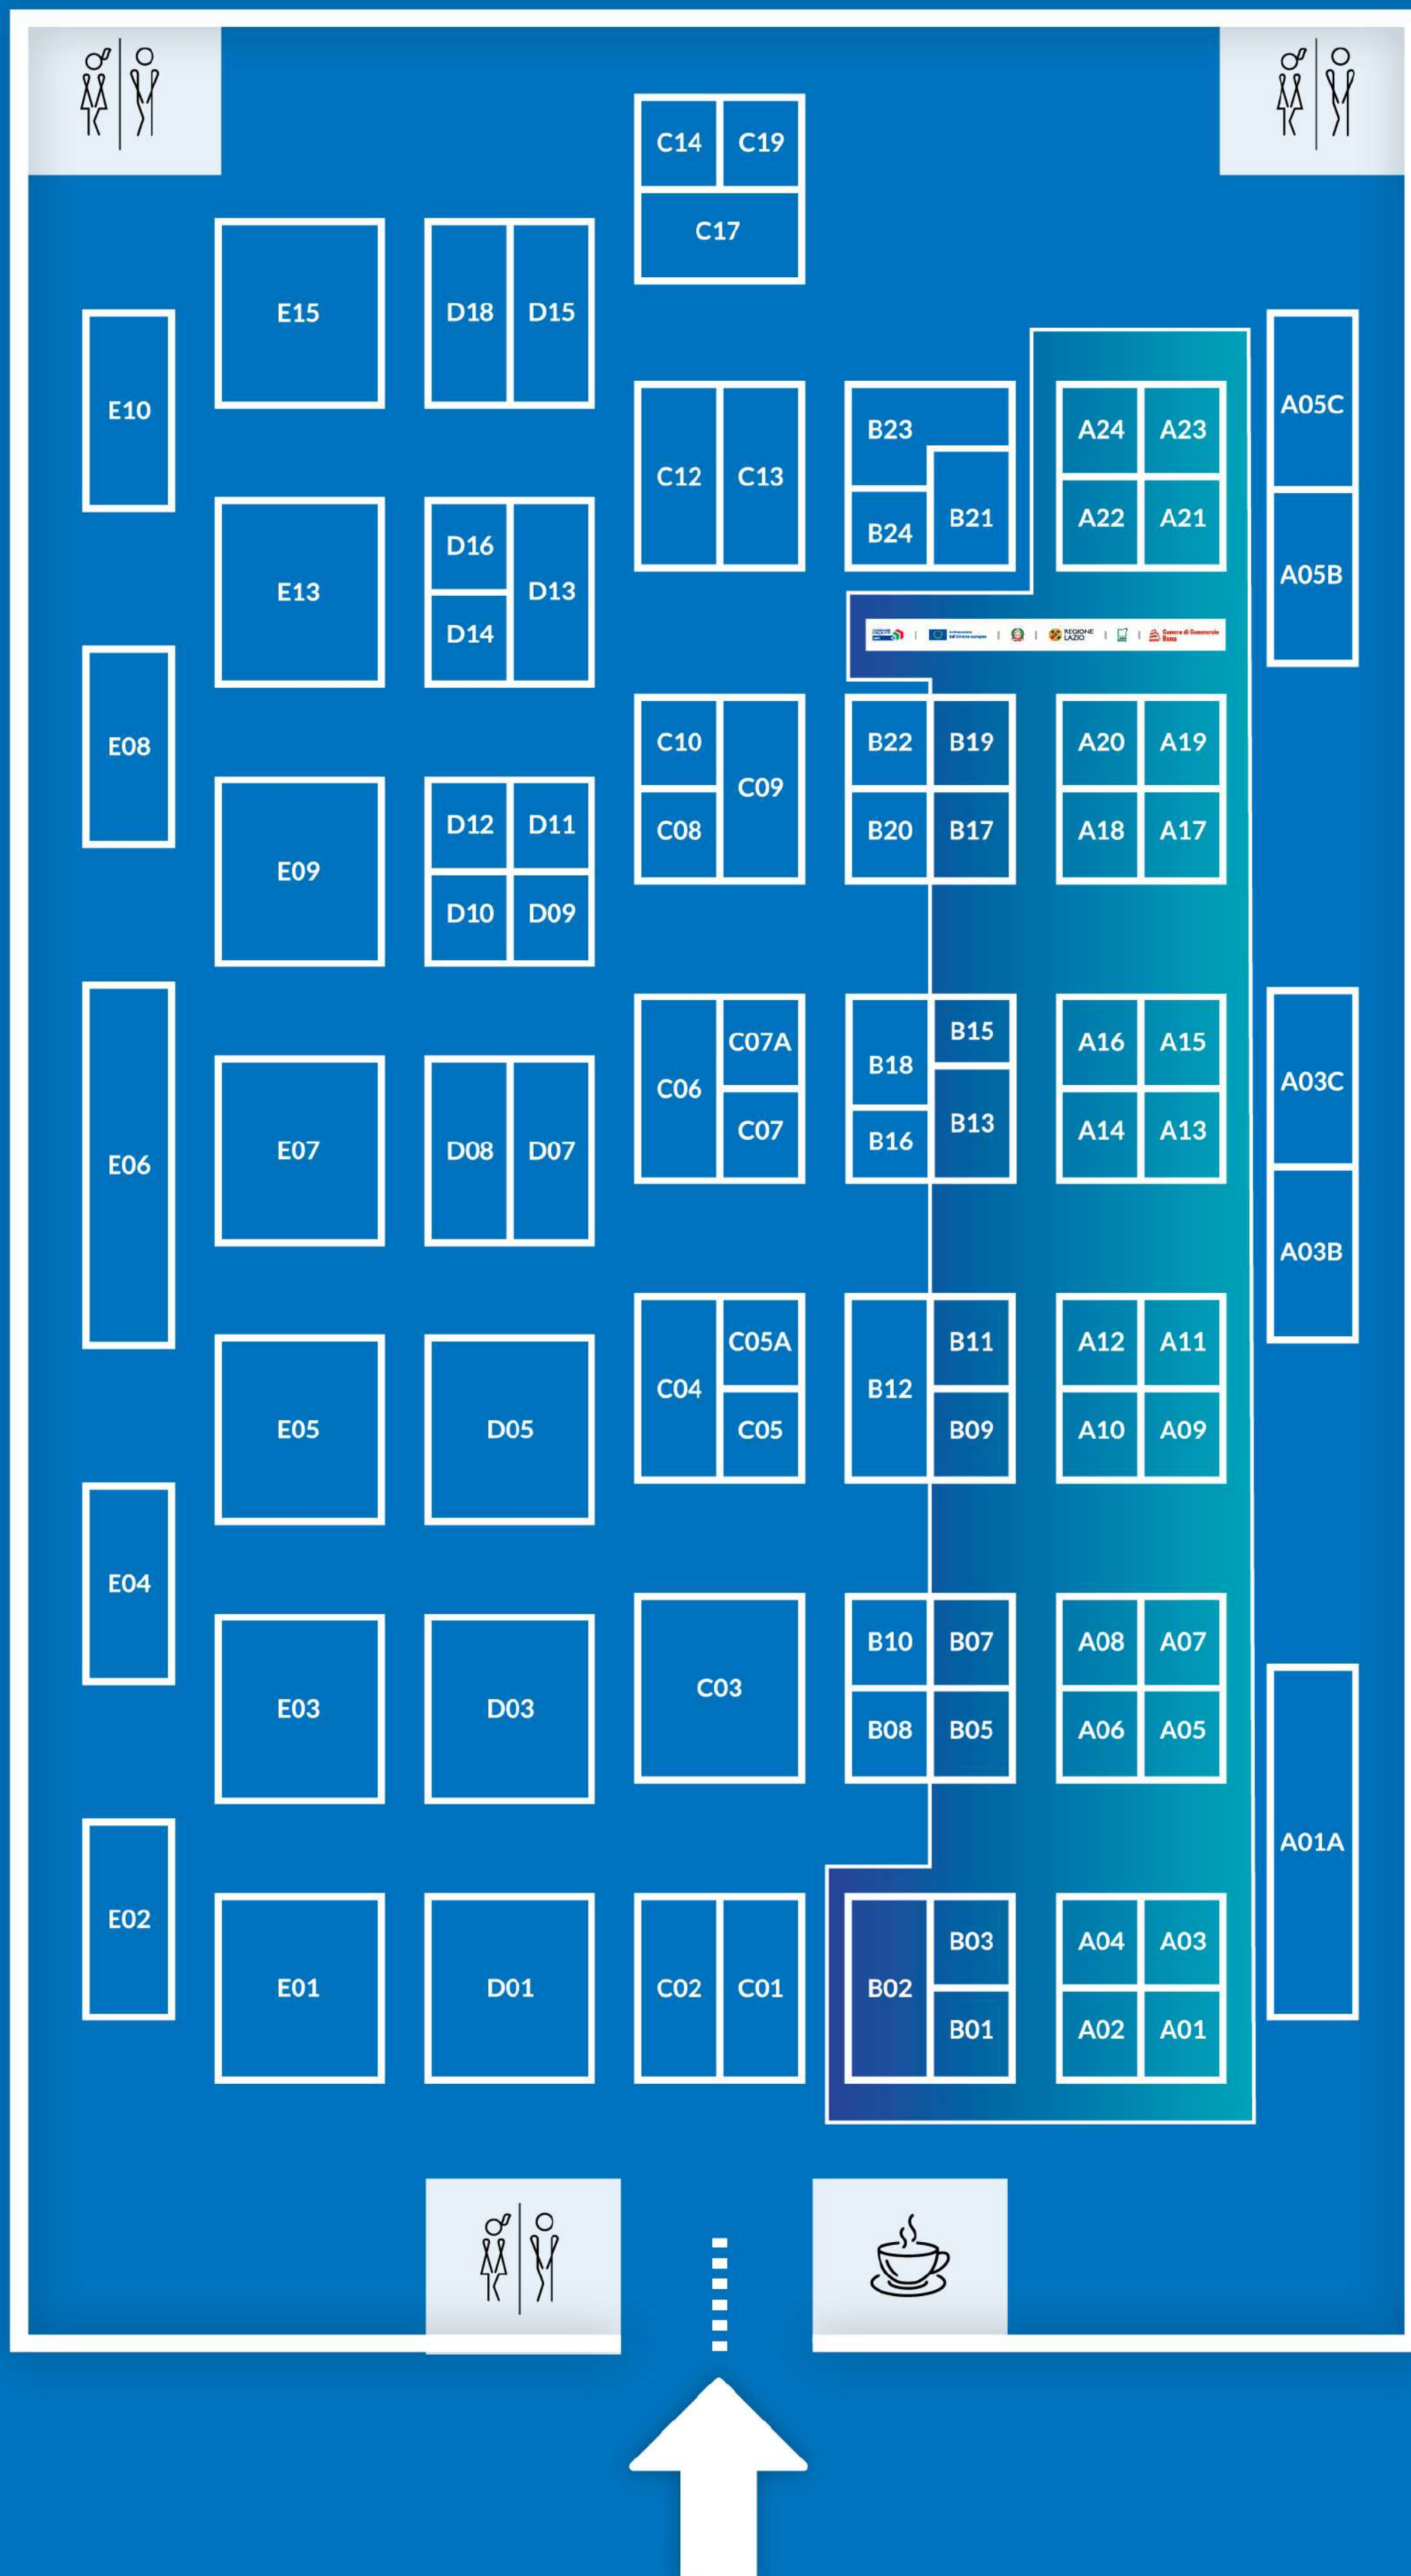 C14 C19
C17
E15 D18 D15
E10 A05C
B23 A24 A23
C12 C13
B24 B21 A22 A21
D16
E13 D13 A05B
D14
REGIONE
LAZIO
Camera di Commercio
Roma
E08 C10 B22 B19 A20 A19
C09
D12 D11 C08 B20 B17 A18 A17
E09
D10 D09
C07A B15 A16 A15
C06 B18 A03C
C07 B16 B13 A14 A13
E06 E07 D08 D07
A03B
C05A B11 A12 A11
C04 B12
E05 D05 C05 B09 A10 A09
E04
B10 B07 A08 A07
C03
E03 D03 B08 B05 A06 A05
A01A
E02 B03 A04 A03
E01 D01 C02 C01 B02
B01 A02 A01